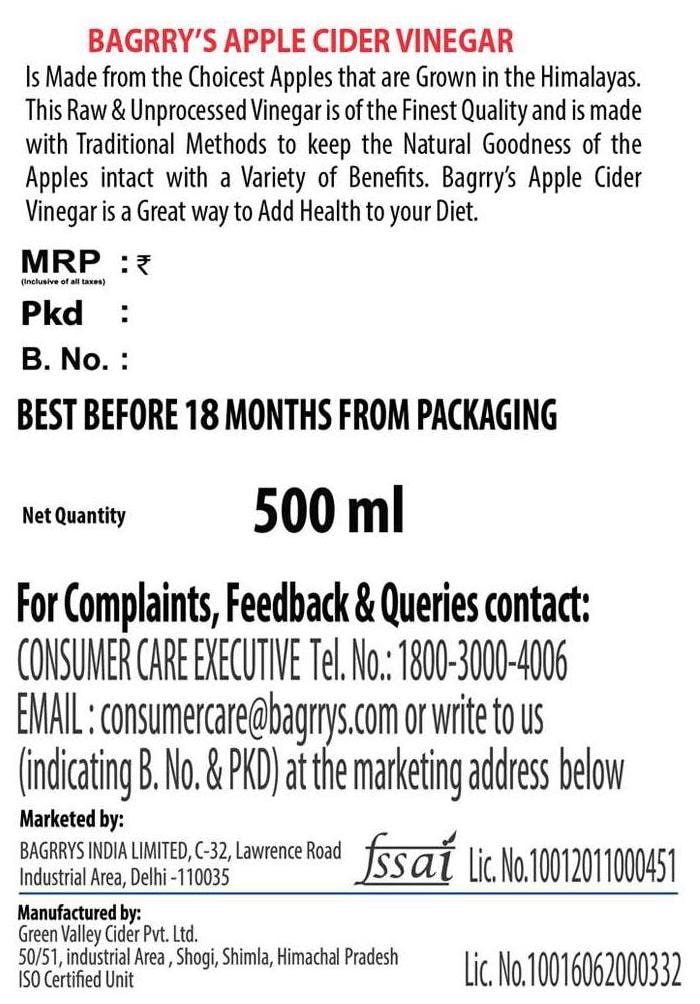 BAGRRY'S APPLE CIDER VINEGAR
Is Made from the Choicest Apples that are Grown in the Himalayas.
This Raw & Unprocessed Vinegar is of the Finest Quality and is made
with Traditional Methods to keep the Natural Goodness of the
Apples intact with a Variety of Benefits. Bagrry's Apple Cider
Vinegar is a Great way to Add Health to your Diet.
MRP : ₹
(Inclusive of all taxes)
Pkd :
B. No. :
BEST BEFORE 18 MONTHS FROM PACKAGING
Net Quantity 500 ml
For Complaints, Feedback & Queries contact:
CONSUMER CARE EXECUTIVE Tel. No.: 1800-3000-4006
EMAIL : consumercare@bagrrys.com or write to us
(indicating B. No. & PKD) at the marketing address below
Marketed by:
BAGRRYS INDIA LIMITED, C-32, Lawrence Road
Industrial Area, Delhi -110035
fssai Lic. No.10012011000451
Manufactured by:
Green Valley Cider Pvt. Ltd.
50/51, industrial Area , Shogi, Shimla, Himachal Pradesh
ISO Certified Unit
Lic. No.10016062000332